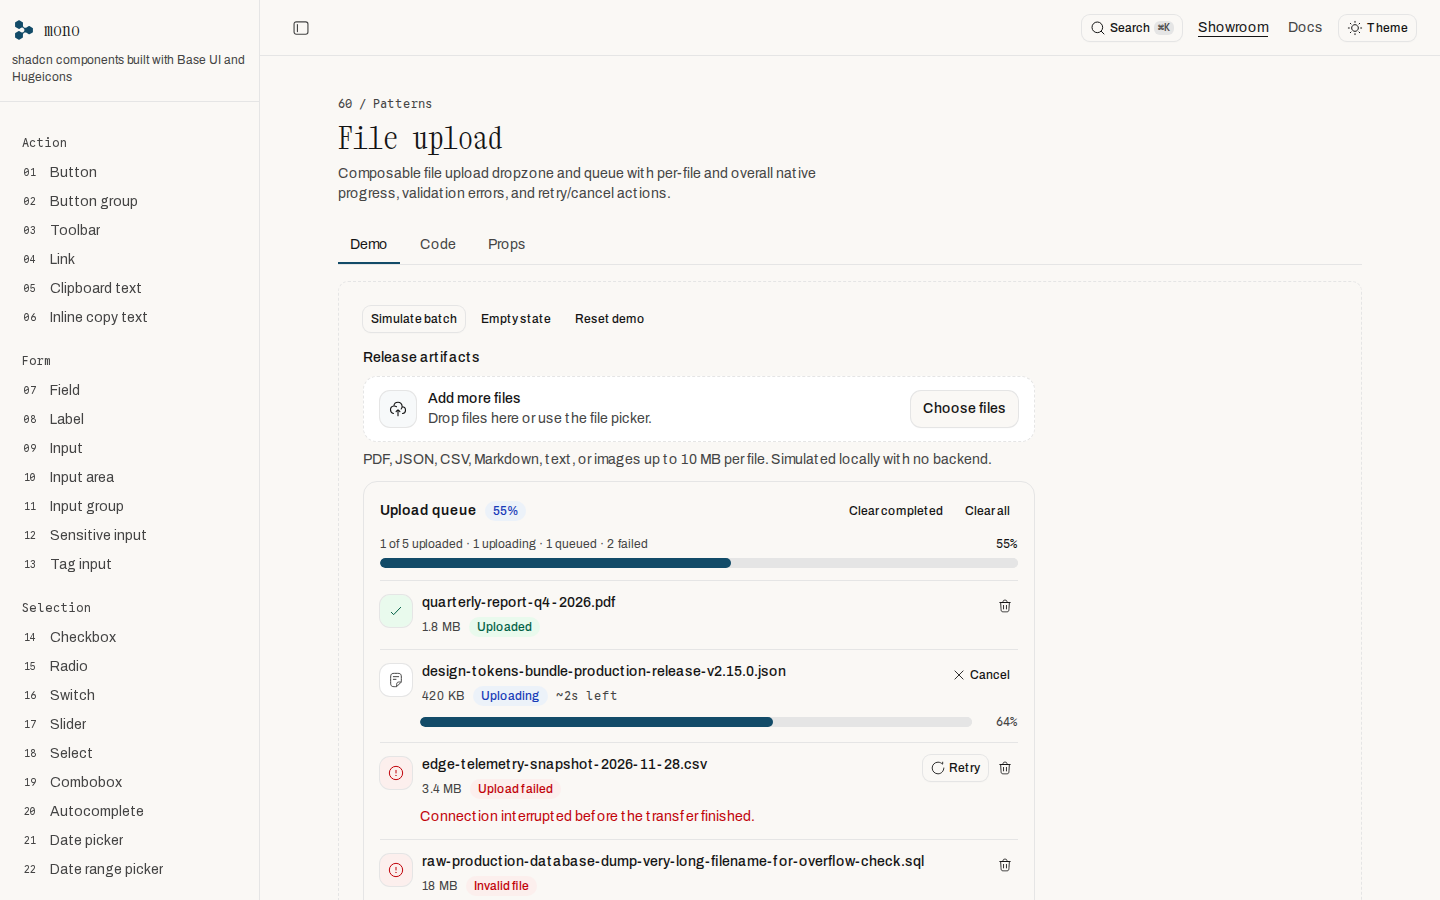 mono
shadcn components built with Base UI and
Hugeicons
Action
01 Button
02 Button group
03 Toolbar
04 Link
05 Clipboard text
06 Inline copy text
Form
07 Field
08 Label
09 Input
10 Input area
11 Input group
12 Sensitive input
13 Tag input
Selection
14 Checkbox
15 Radio
16 Switch
17 Slider
18 Select
19 Combobox
20 Autocomplete
21 Date picker
22 Date range picker
Search ⌘K Showroom Docs Theme
60 / Patterns
File upload
Composable file upload dropzone and queue with per-file and overall native
progress, validation errors, and retry/cancel actions.
Demo Code Props
Simulate batch Empty state Reset demo
Release artifacts
Add more files
Drop files here or use the file picker.
Choose files
PDF, JSON, CSV, Markdown, text, or images up to 10 MB per file. Simulated locally with no backend.
Upload queue 55% Clear completed Clear all
1 of 5 uploaded · 1 uploading · 1 queued · 2 failed 55%
quarterly-report-q4-2026.pdf
1.8 MB Uploaded
design-tokens-bundle-production-release-v2.15.0.json Cancel
420 KB Uploading ~2s left
64%
edge-telemetry-snapshot-2026-11-28.csv Retry
3.4 MB Upload failed
Connection interrupted before the transfer finished.
raw-production-database-dump-very-long-filename-for-overflow-check.sql
18 MB Invalid file